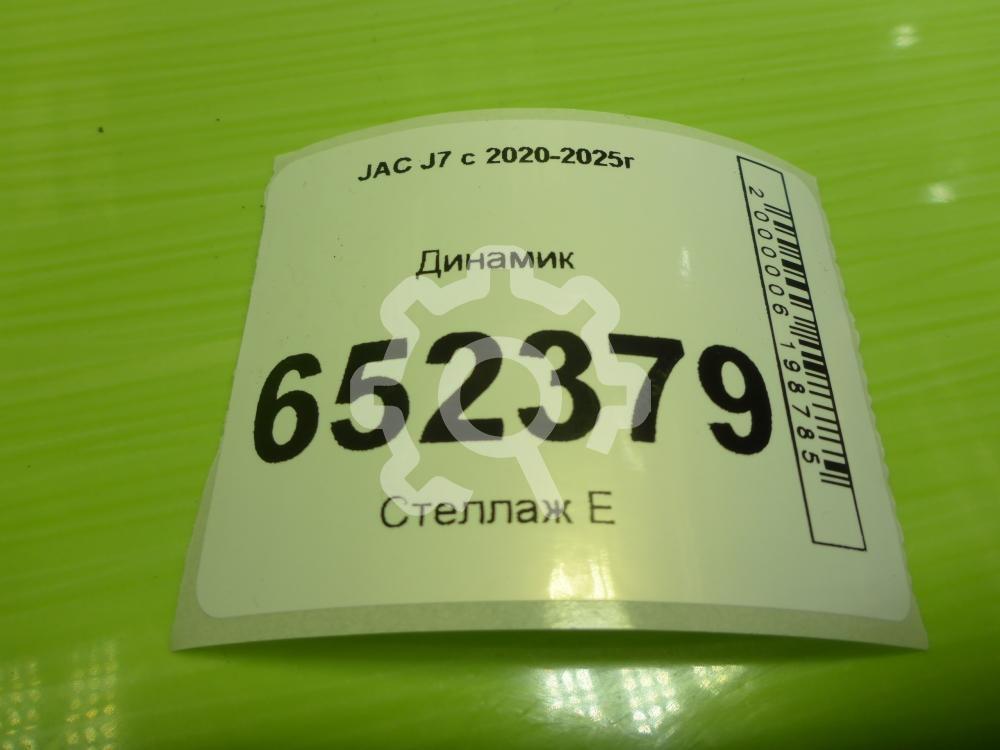 JAC J7 с 2020-2025г
Динамик
652379
Стеллаж Е
2000006198785